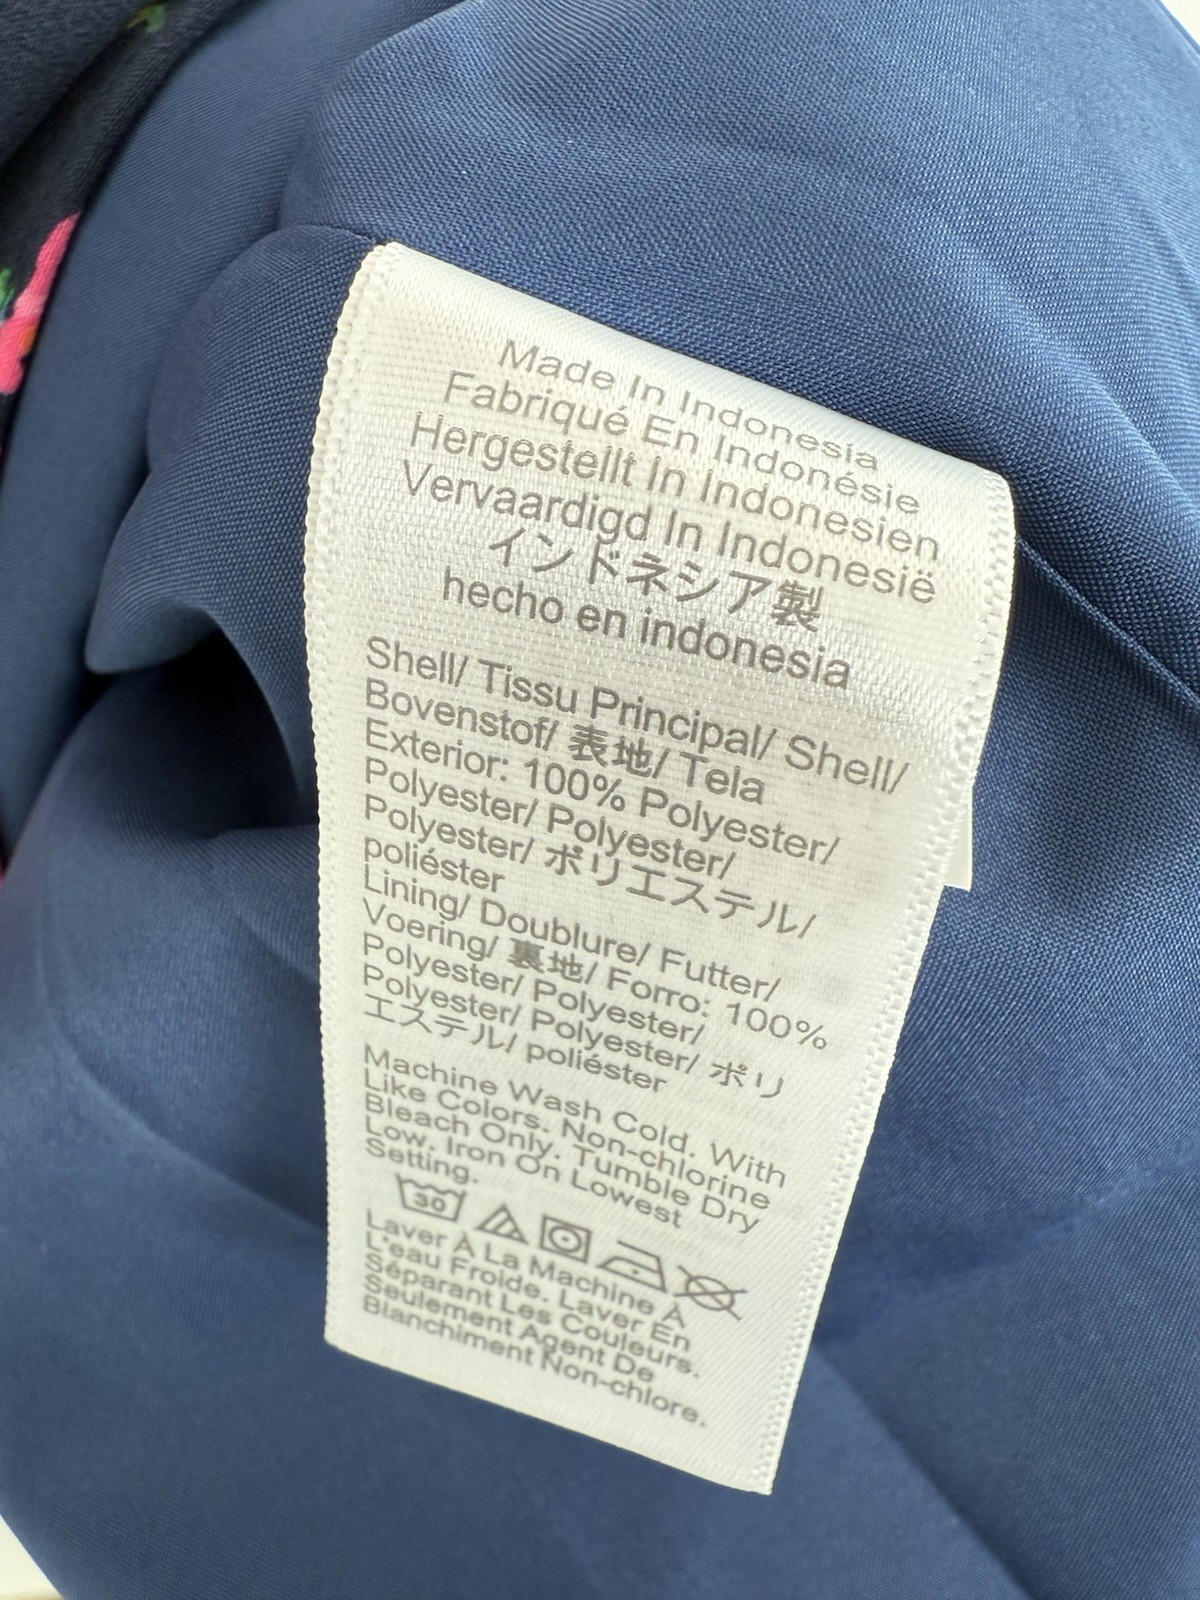 Made In Indonesia
Fabriqué En Indonésie
Hergestellt In Indonesien
Vervaardigd In Indonesië
インドネシア製
hecho en indonesia
Shell/ Tissu Principal/ Shell/
Bovenstof/ 表地/ Tela
Exterior: 100% Polyester/
Polyester/ Polyester/
Polyester/ ポリエステル/
poliéster
Lining/ Doublure/ Futter/
Voering/ 裏地/ Forro: 100%
Polyester/ Polyester/
Polyester/ Polyester/ ポリ
エステル/ poliéster
Machine Wash Cold. With
Like Colors. Non-chlorine
Bleach Only. Tumble Dry
Low. Iron On Lowest
Setting.
30
Laver À La Machine À
L'eau Froide. Laver En
Séparant Les Couleurs.
Seulement Agent De
Blanchiment Non-chlore.